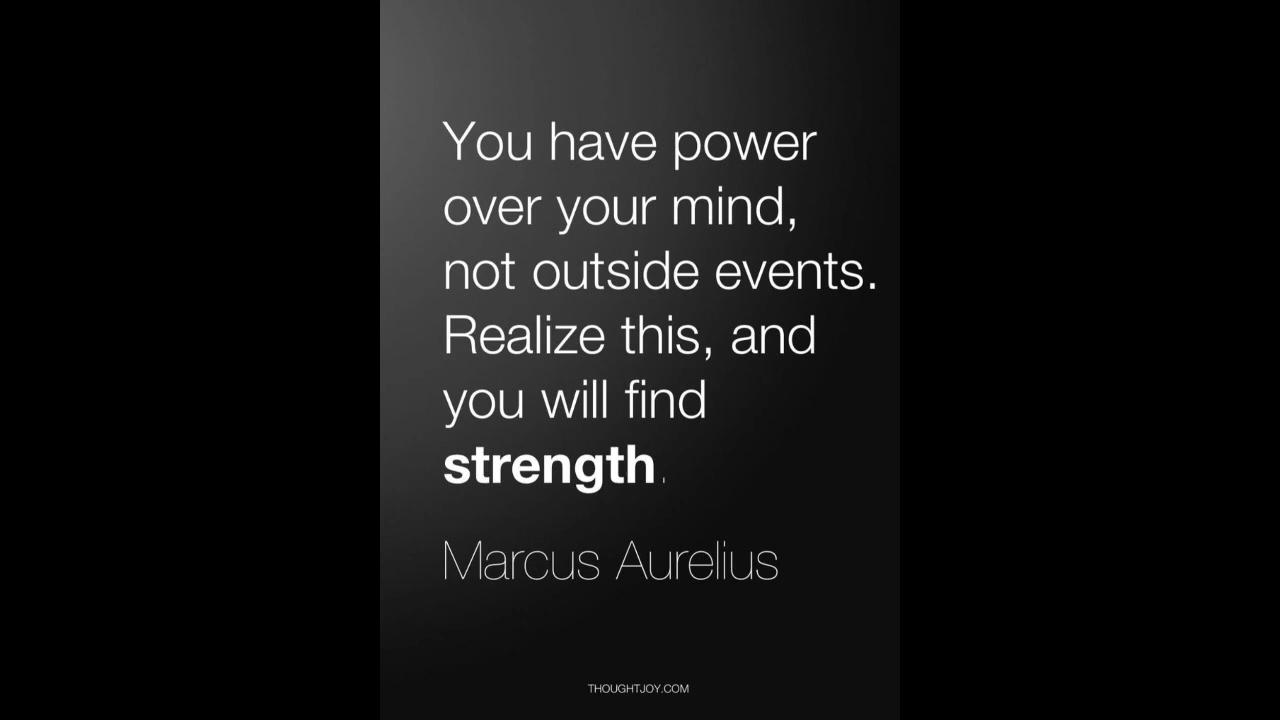 You have power
over your mind,
not outside events.
Realize this, and
you will find
strength.
Marcus Aurelius
THOUGHTJOY.COM